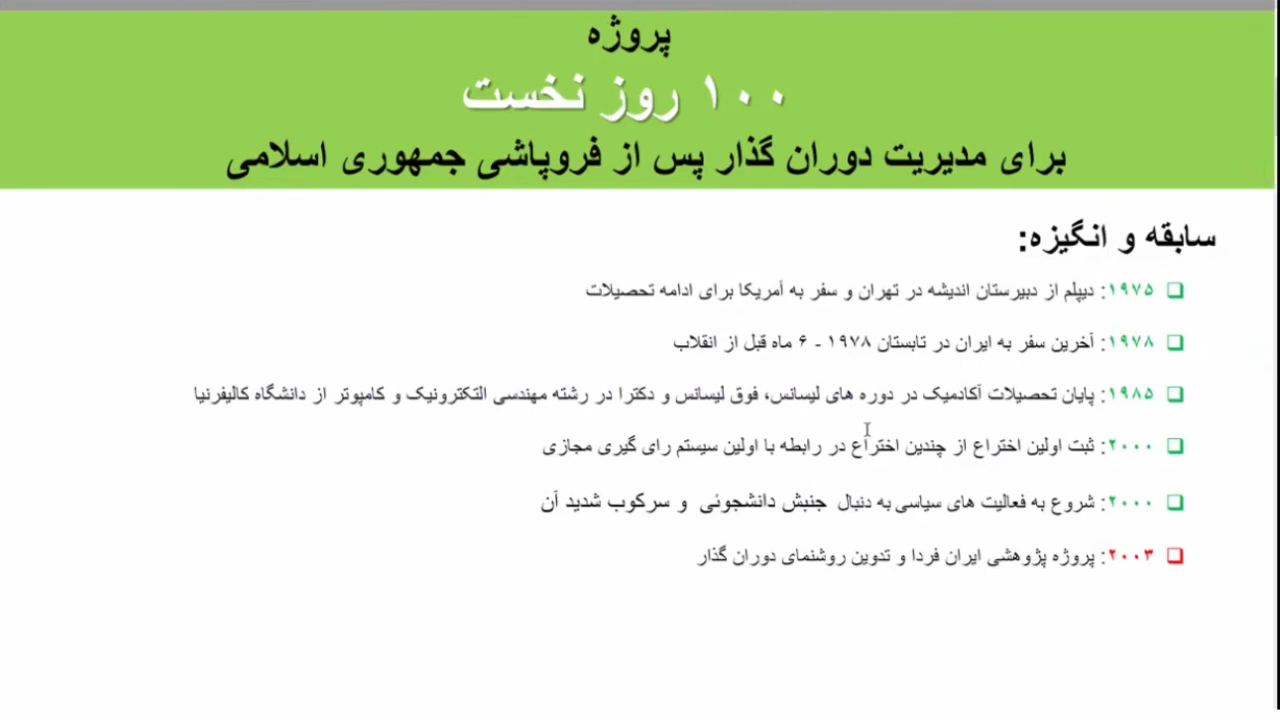 پروژه
۱۰۰ روز نخست
برای مدیریت دوران گذار پس از فروپاشی جمهوری اسلامی
سابقه و انگیزه:
۱۹۷۵: دیپلم از دبیرستان اندیشه در تهران و سفر به آمریکا برای ادامه تحصیلات
۱۹۷۸: آخرین سفر به ایران در تابستان ۱۹۷۸ - ۶ ماه قبل از انقلاب
۱۹۸۵: پایان تحصیلات آکادمیک در دوره های لیسانس، فوق لیسانس و دکترا در رشته مهندسی التکترونیک و کامپوتر از دانشگاه کالیفرنیا
۲۰۰۰: ثبت اولین اختراع از چندین اختراع در رابطه با اولین سیستم رای گیری مجازی
۲۰۰۰: شروع به فعالیت های سیاسی به دنبال جنبش دانشجوئی و سرکوب شدید آن
۲۰۰۳: پروژه پژوهشی ایران فردا و تدوین روشنمای دوران گذار